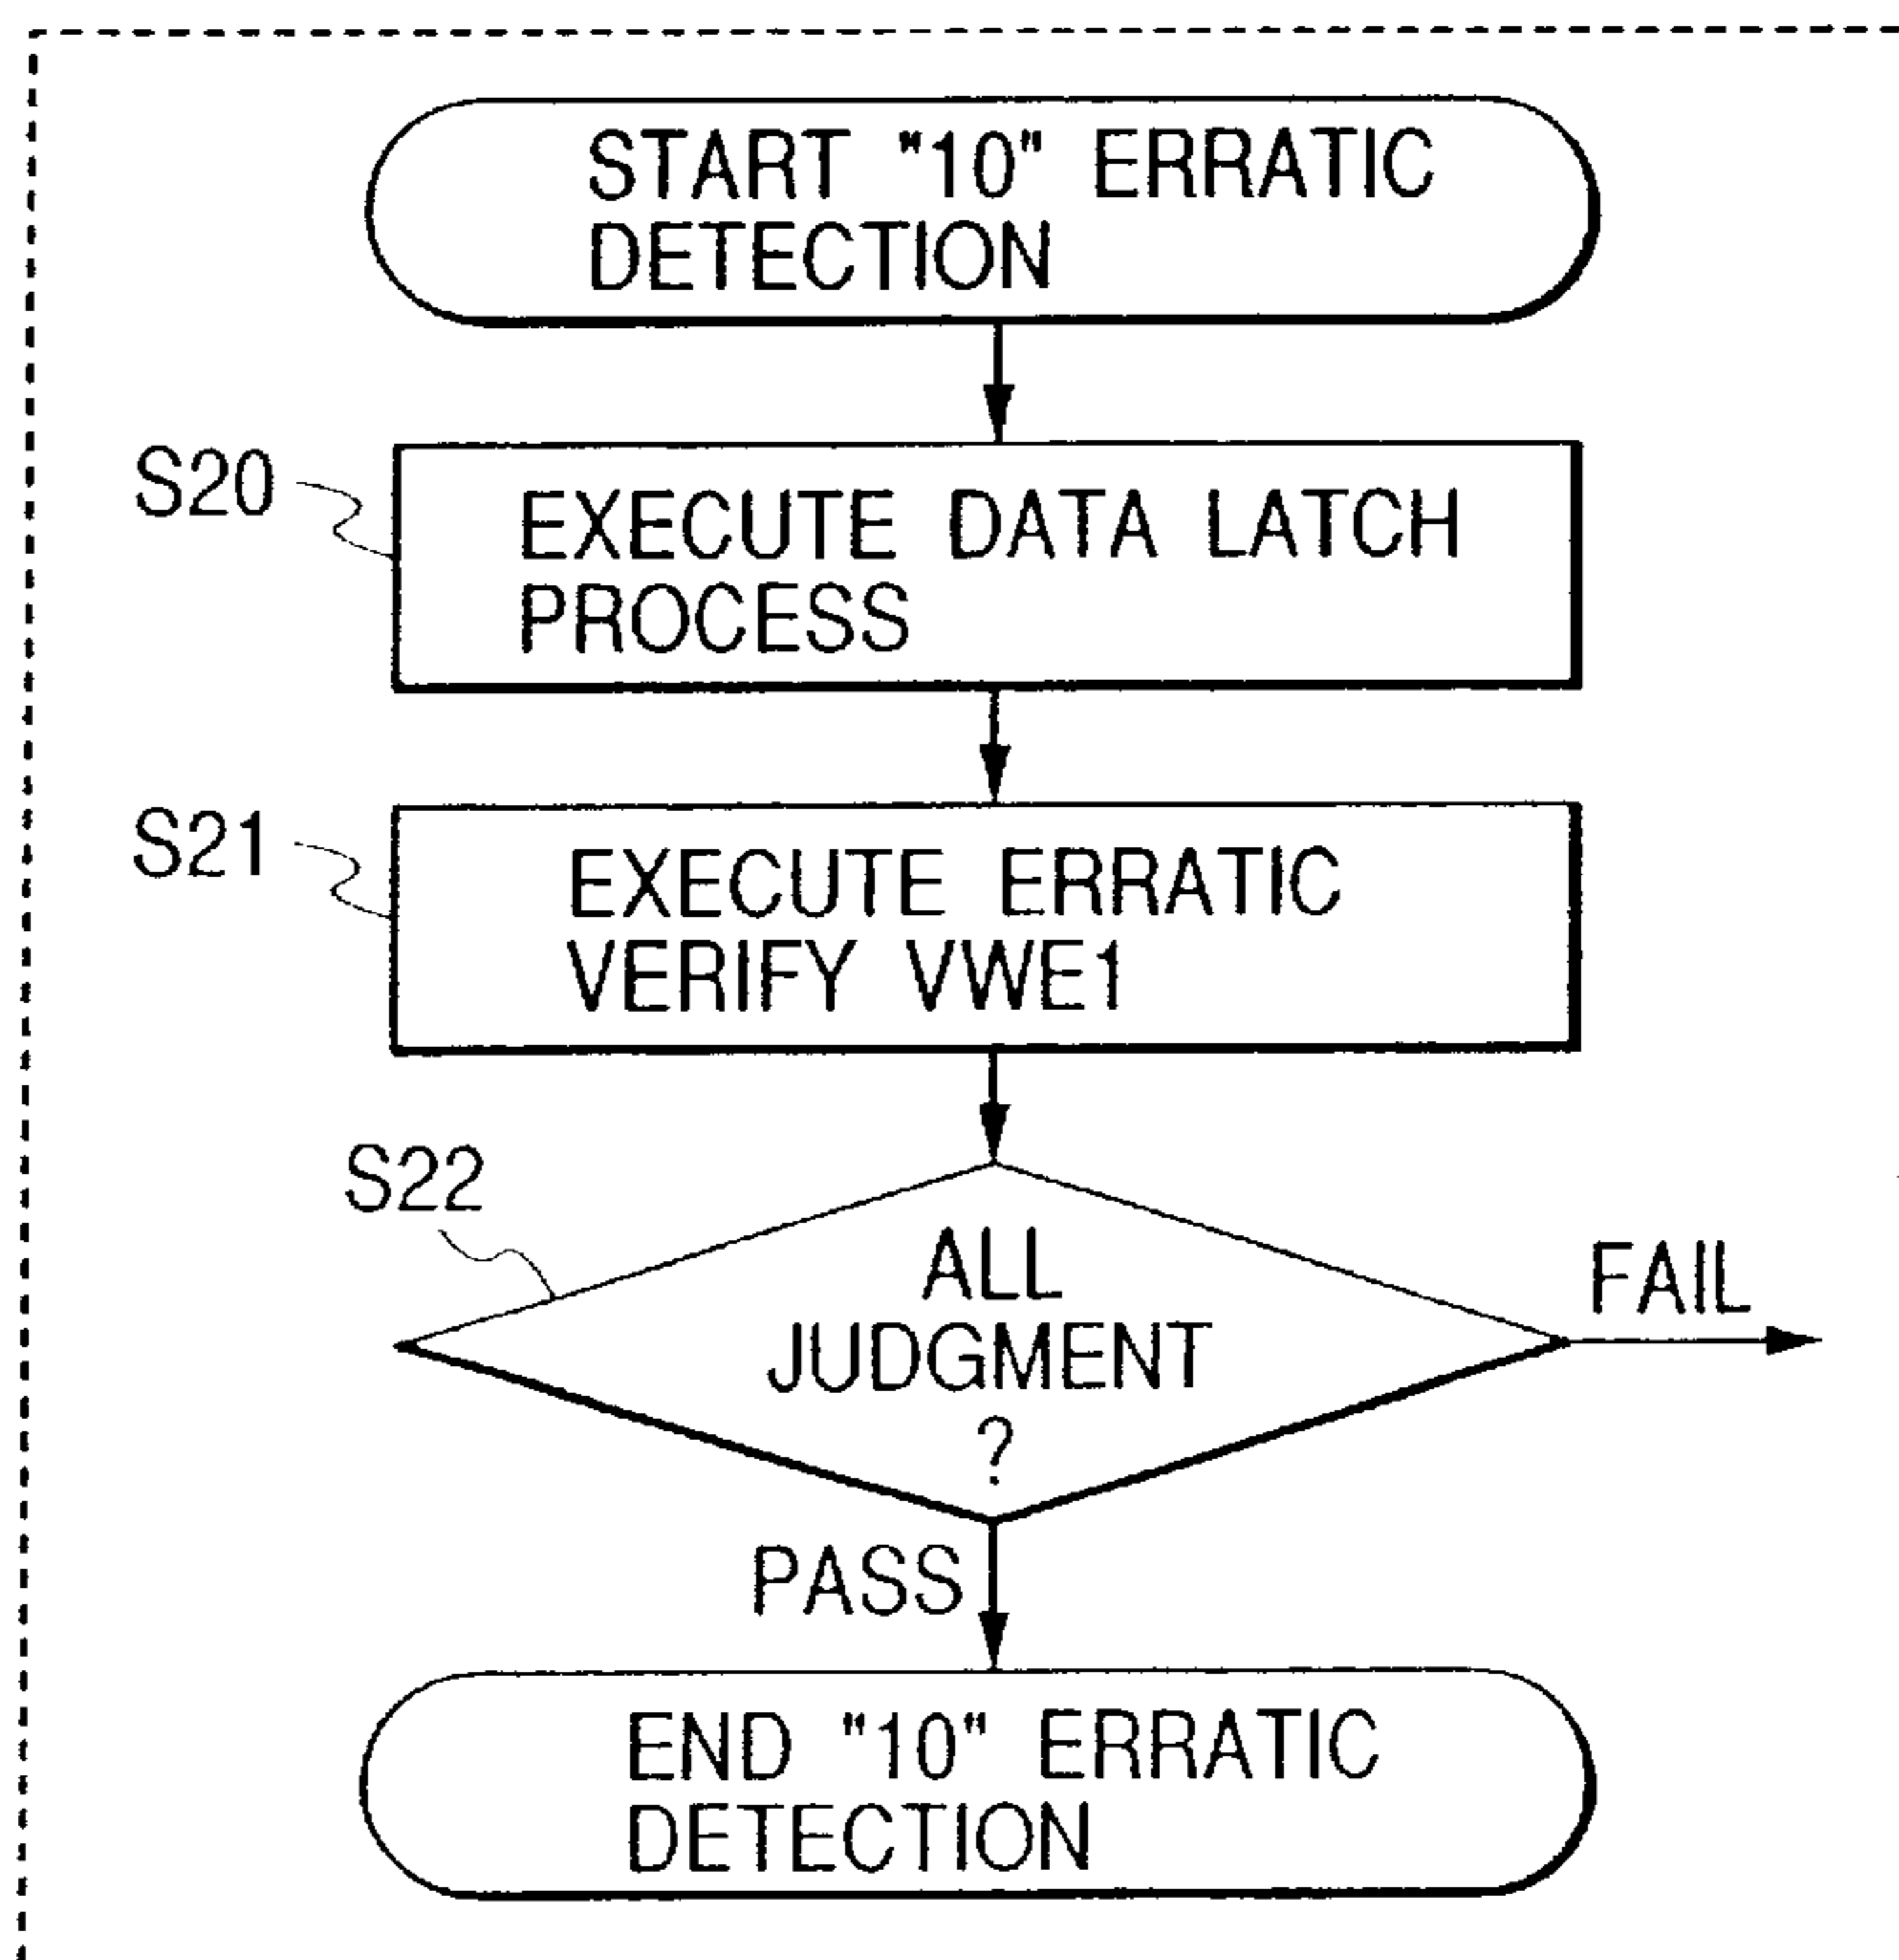 START "10" ERRATIC
DETECTION
S20
EXECUTE DATA LATCH
PROCESS
S21
EXECUTE ERRATIC
VERIFY VWE1
S22
ALL
JUDGMENT
?
FAIL
PASS
END "10" ERRATIC
DETECTION